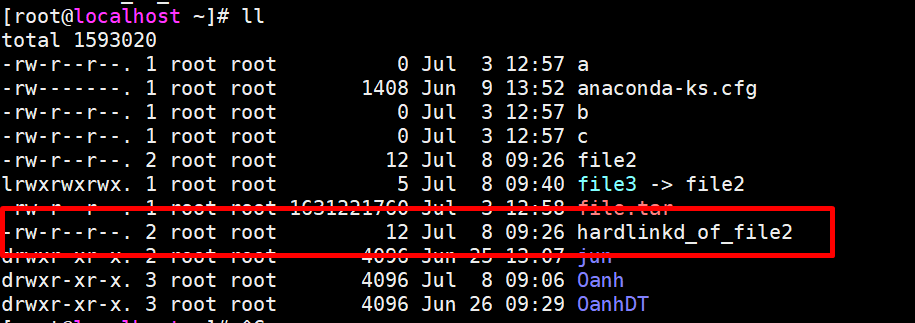 [root@localhost ~]# ll
total 1593020
-rw-r--r--. 1 root root          0 Jul  3 12:57 a
-rw-------. 1 root root       1408 Jun  9 13:52 anaconda-ks.cfg
-rw-r--r--. 1 root root          0 Jul  3 12:57 b
-rw-r--r--. 1 root root          0 Jul  3 12:57 c
-rw-r--r--. 2 root root         12 Jul  8 09:26 file2
lrwxrwxrwx. 1 root root          5 Jul  8 09:40 file3 -> file2
-rw-r--r--. 1 root root 1631221760 Jul  3 12:58 file.tar
-rw-r--r--. 2 root root         12 Jul  8 09:26 hardlinkd_of_file2
drwxr-xr-x. 2 root root       4096 Jun 25 13:07 jun
drwxr-xr-x. 3 root root       4096 Jul  8 09:06 Oanh
drwxr-xr-x. 3 root root       4096 Jun 26 09:29 OanhDT
[root@localhost ~]# ^C